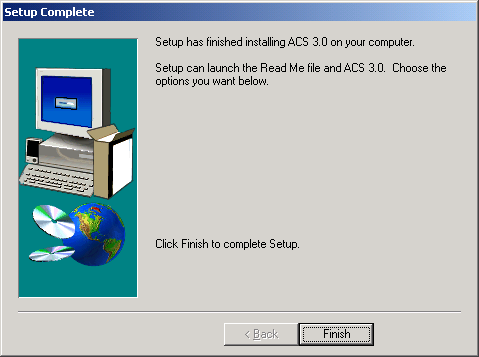 Setup Complete
Setup has finished installing ACS 3.0 on your computer.
Setup can launch the Read Me file and ACS 3.0.  Choose the
options you want below.
Click Finish to complete Setup.
< Back
Finish